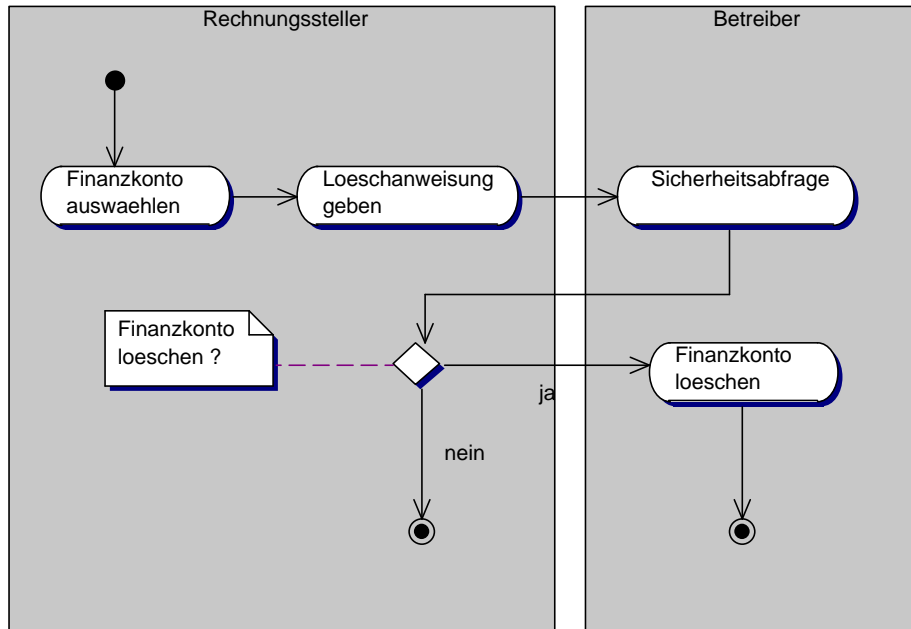 Rechnungssteller
Betreiber
Finanzkonto
auswaehlen
Loeschanweisung
geben
Sicherheitsabfrage
Finanzkonto
loeschen ?
Finanzkonto
loeschen
ja
nein